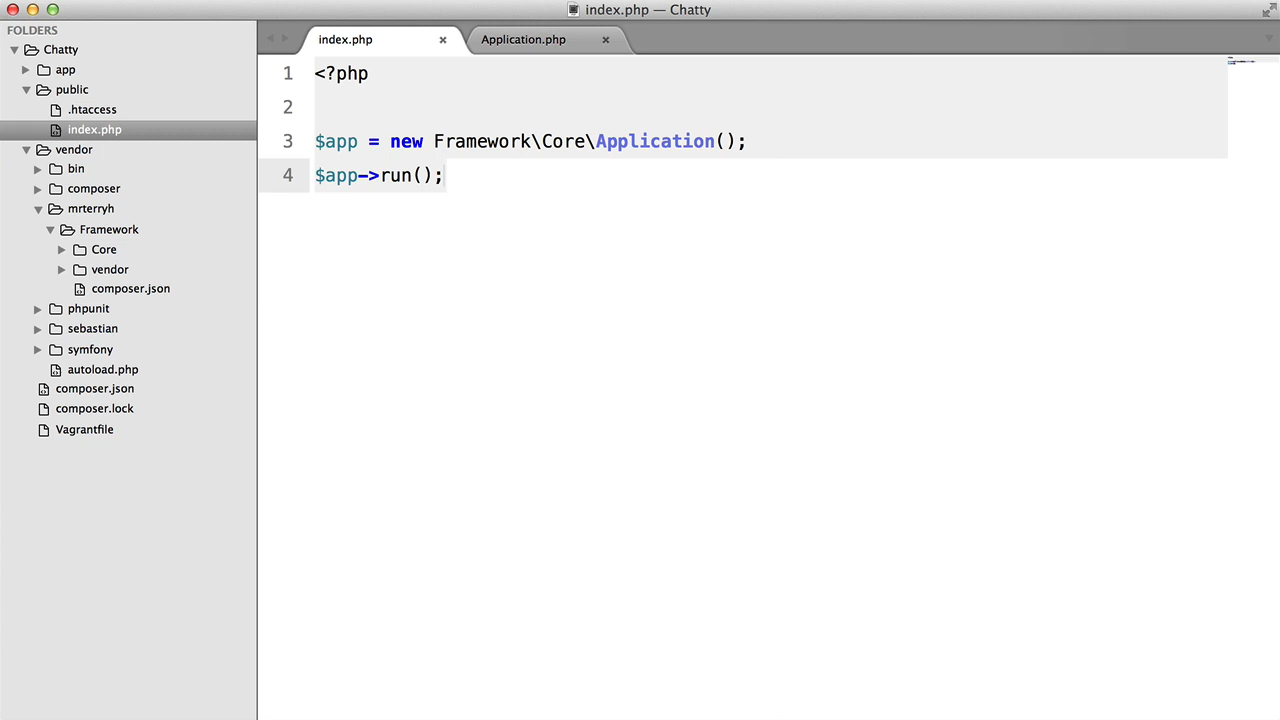 index.php — Chatty
FOLDERS
Chatty
app
public
.htaccess
index.php
vendor
bin
composer
mrterryh
Framework
Core
vendor
composer.json
phpunit
sebastian
symfony
autoload.php
composer.json
composer.lock
Vagrantfile
index.php
Application.php
1 <?php
2
3 $app = new Framework\Core\Application();
4 $app->run();